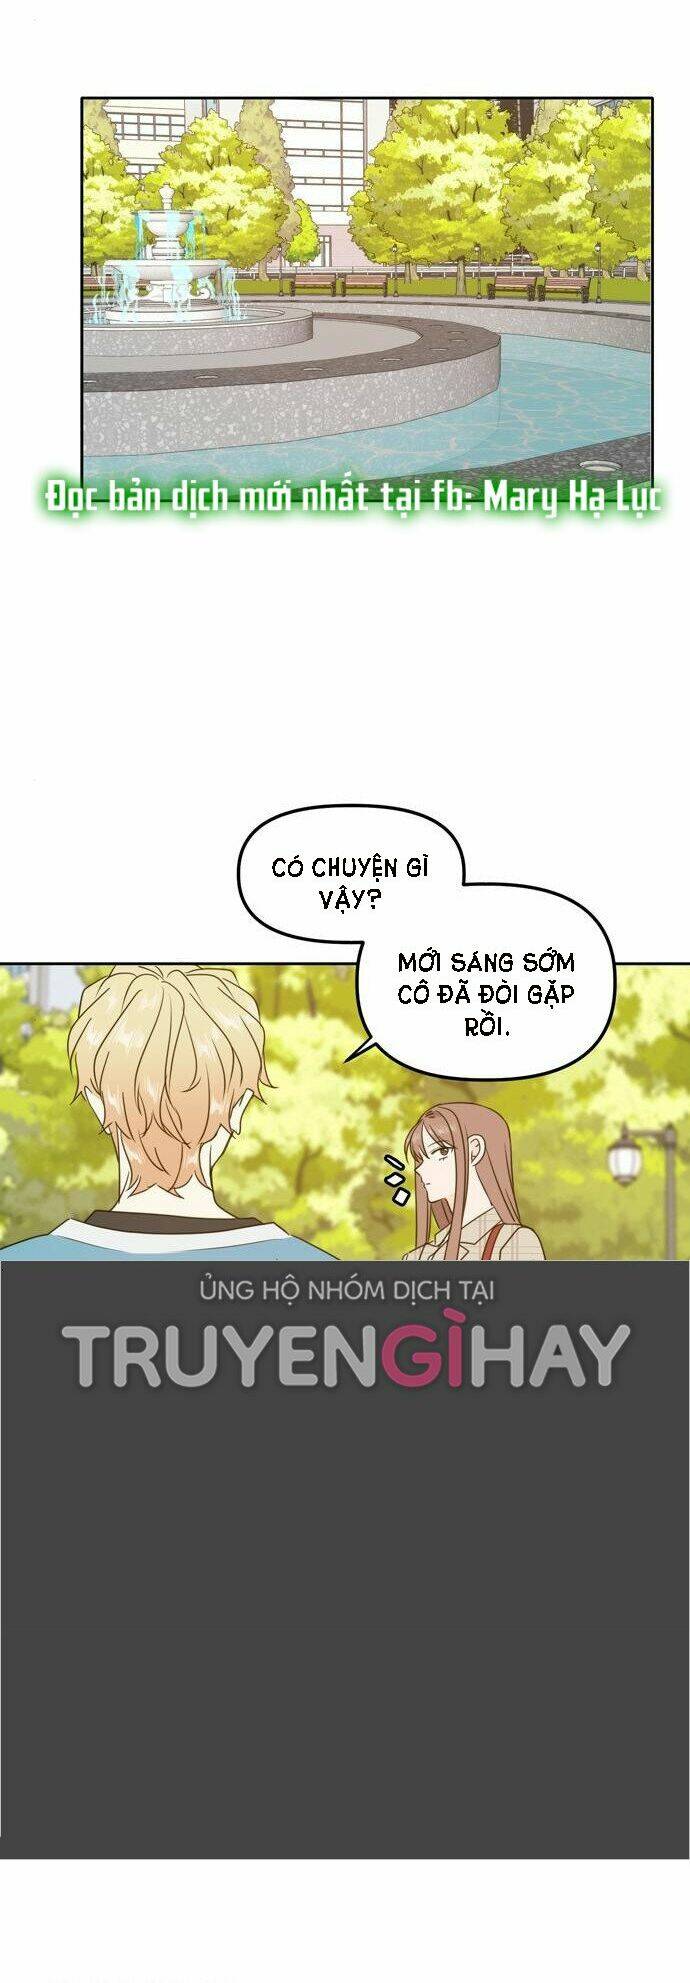 Đọc bản dịch mới nhất tại fb: Mary Hạ Lục
CÓ CHUYỆN GÌ
VẬY?
MỚI SÁNG SỚM
CÔ ĐÃ ĐÒI GẶP
RỒI.
ỦNG HỘ NHÓM DỊCH TẠI
TRUYENGÌHAY